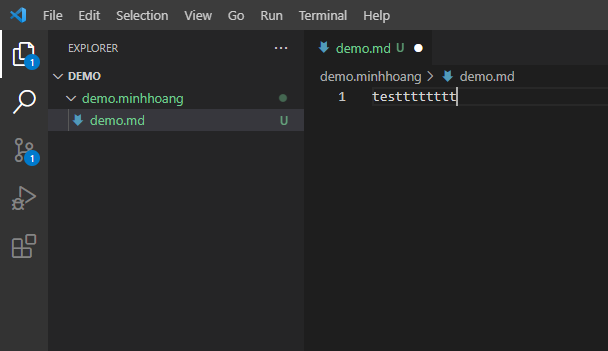 File Edit Selection View Go Run Terminal Help
EXPLORER ...
demo.md U
DEMO
demo.minhhoang > demo.md
demo.minhhoang
1 testttttttt
demo.md U
1
1